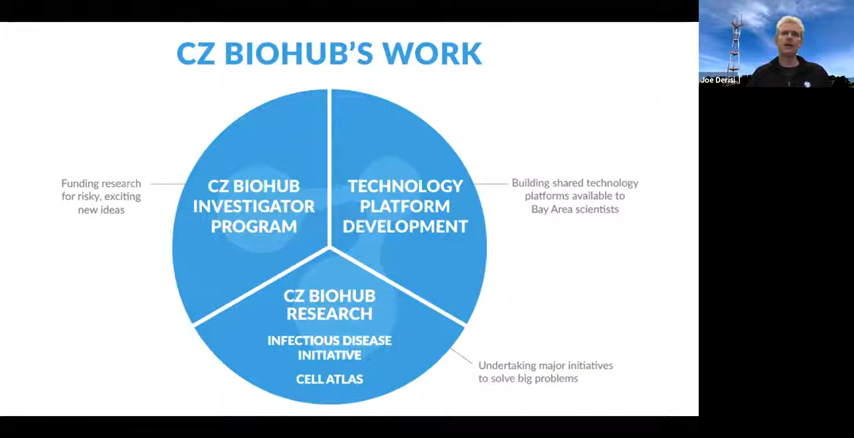 CZ BIOHUB'S WORK
Joe Derisi
Funding research
for risky, exciting
new ideas
CZ BIOHUB
INVESTIGATOR
PROGRAM
TECHNOLOGY
PLATFORM
DEVELOPMENT
Building shared technology
platforms available to
Bay Area scientists
CZ BIOHUB
RESEARCH
INFECTIOUS DISEASE
INITIATIVE
CELL ATLAS
Undertaking major initiatives
to solve big problems